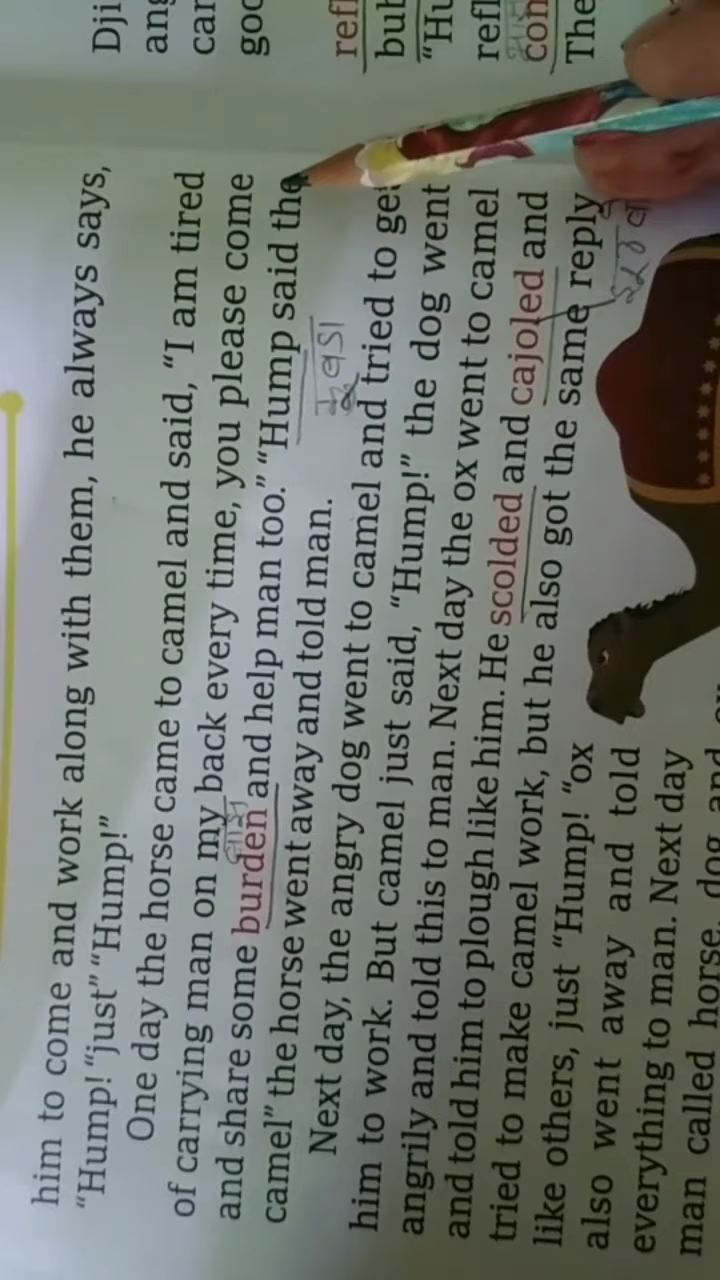 him to come and work along with them, he always says,
“Hump! “just” “Hump!”
One day the horse came to camel and said, “I am tired
of carrying man on my back every time, you please come
and share some burden and help man too.” “Hump said the
camel” the horse went away and told man.
Next day, the angry dog went to camel and tried to get
him to work. But camel just said, “Hump!” the dog went
angrily and told this to man. Next day the ox went to camel
and told him to plough like him. He scolded and cajoled and
tried to make camel work, but he also got the same reply
like others, just “Hump! “ox
also went away and told
everything to man. Next day
man called horse, dog and
Dji
ang
car
goo
refl
bub
“Hu
refl
con
The